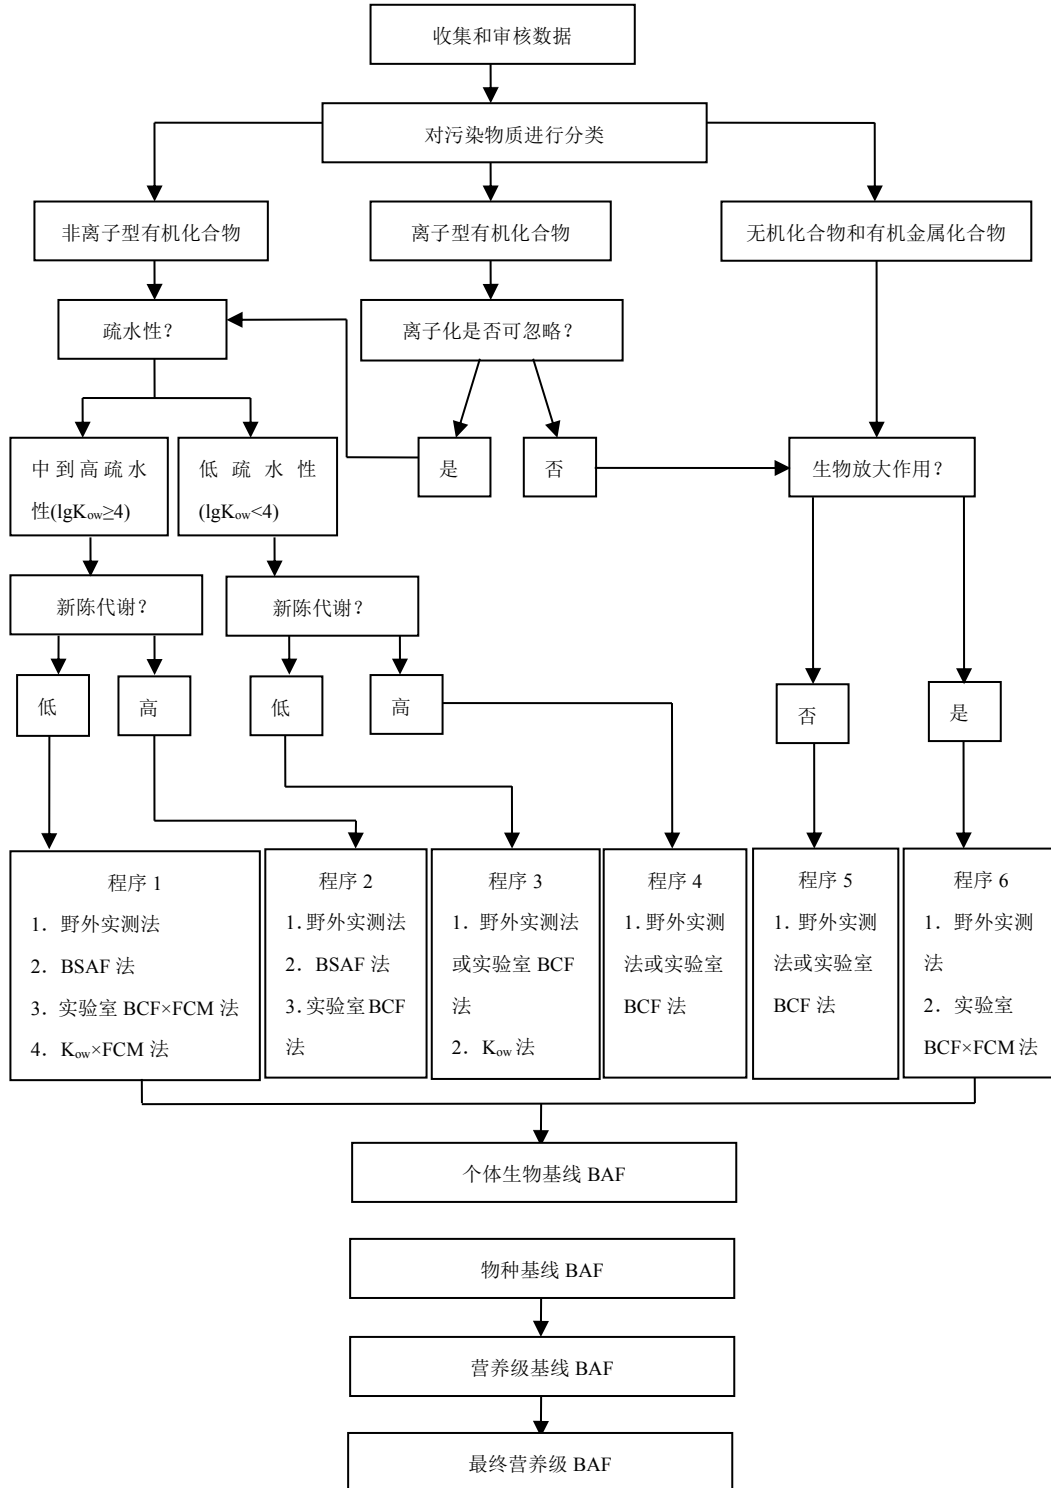 收集和审核数据
对污染物质进行分类
非离子型有机化合物
离子型有机化合物
无机化合物和有机金属化合物
疏水性？
离子化是否可忽略？
中到高疏水
性(lgKow≥4)
低疏水性
(lgKow<4)
是
否
生物放大作用？
新陈代谢？
新陈代谢？
低
高
低
高
否
是
程序 1
1．野外实测法
2．BSAF 法
3．实验室 BCF×FCM 法
4．Kow×FCM 法
程序 2
1.野外实测法
2．BSAF 法
3.实验室 BCF
法
程序 3
1．野外实测法
或实验室 BCF
法
2．Kow 法
程序 4
1.野外实测
法或实验室
BCF 法
程序 5
1.野外实测
法或实验室
BCF 法
程序 6
1．野外实测
法
2．实验室
BCF×FCM 法
个体生物基线 BAF
物种基线 BAF
营养级基线 BAF
最终营养级 BAF